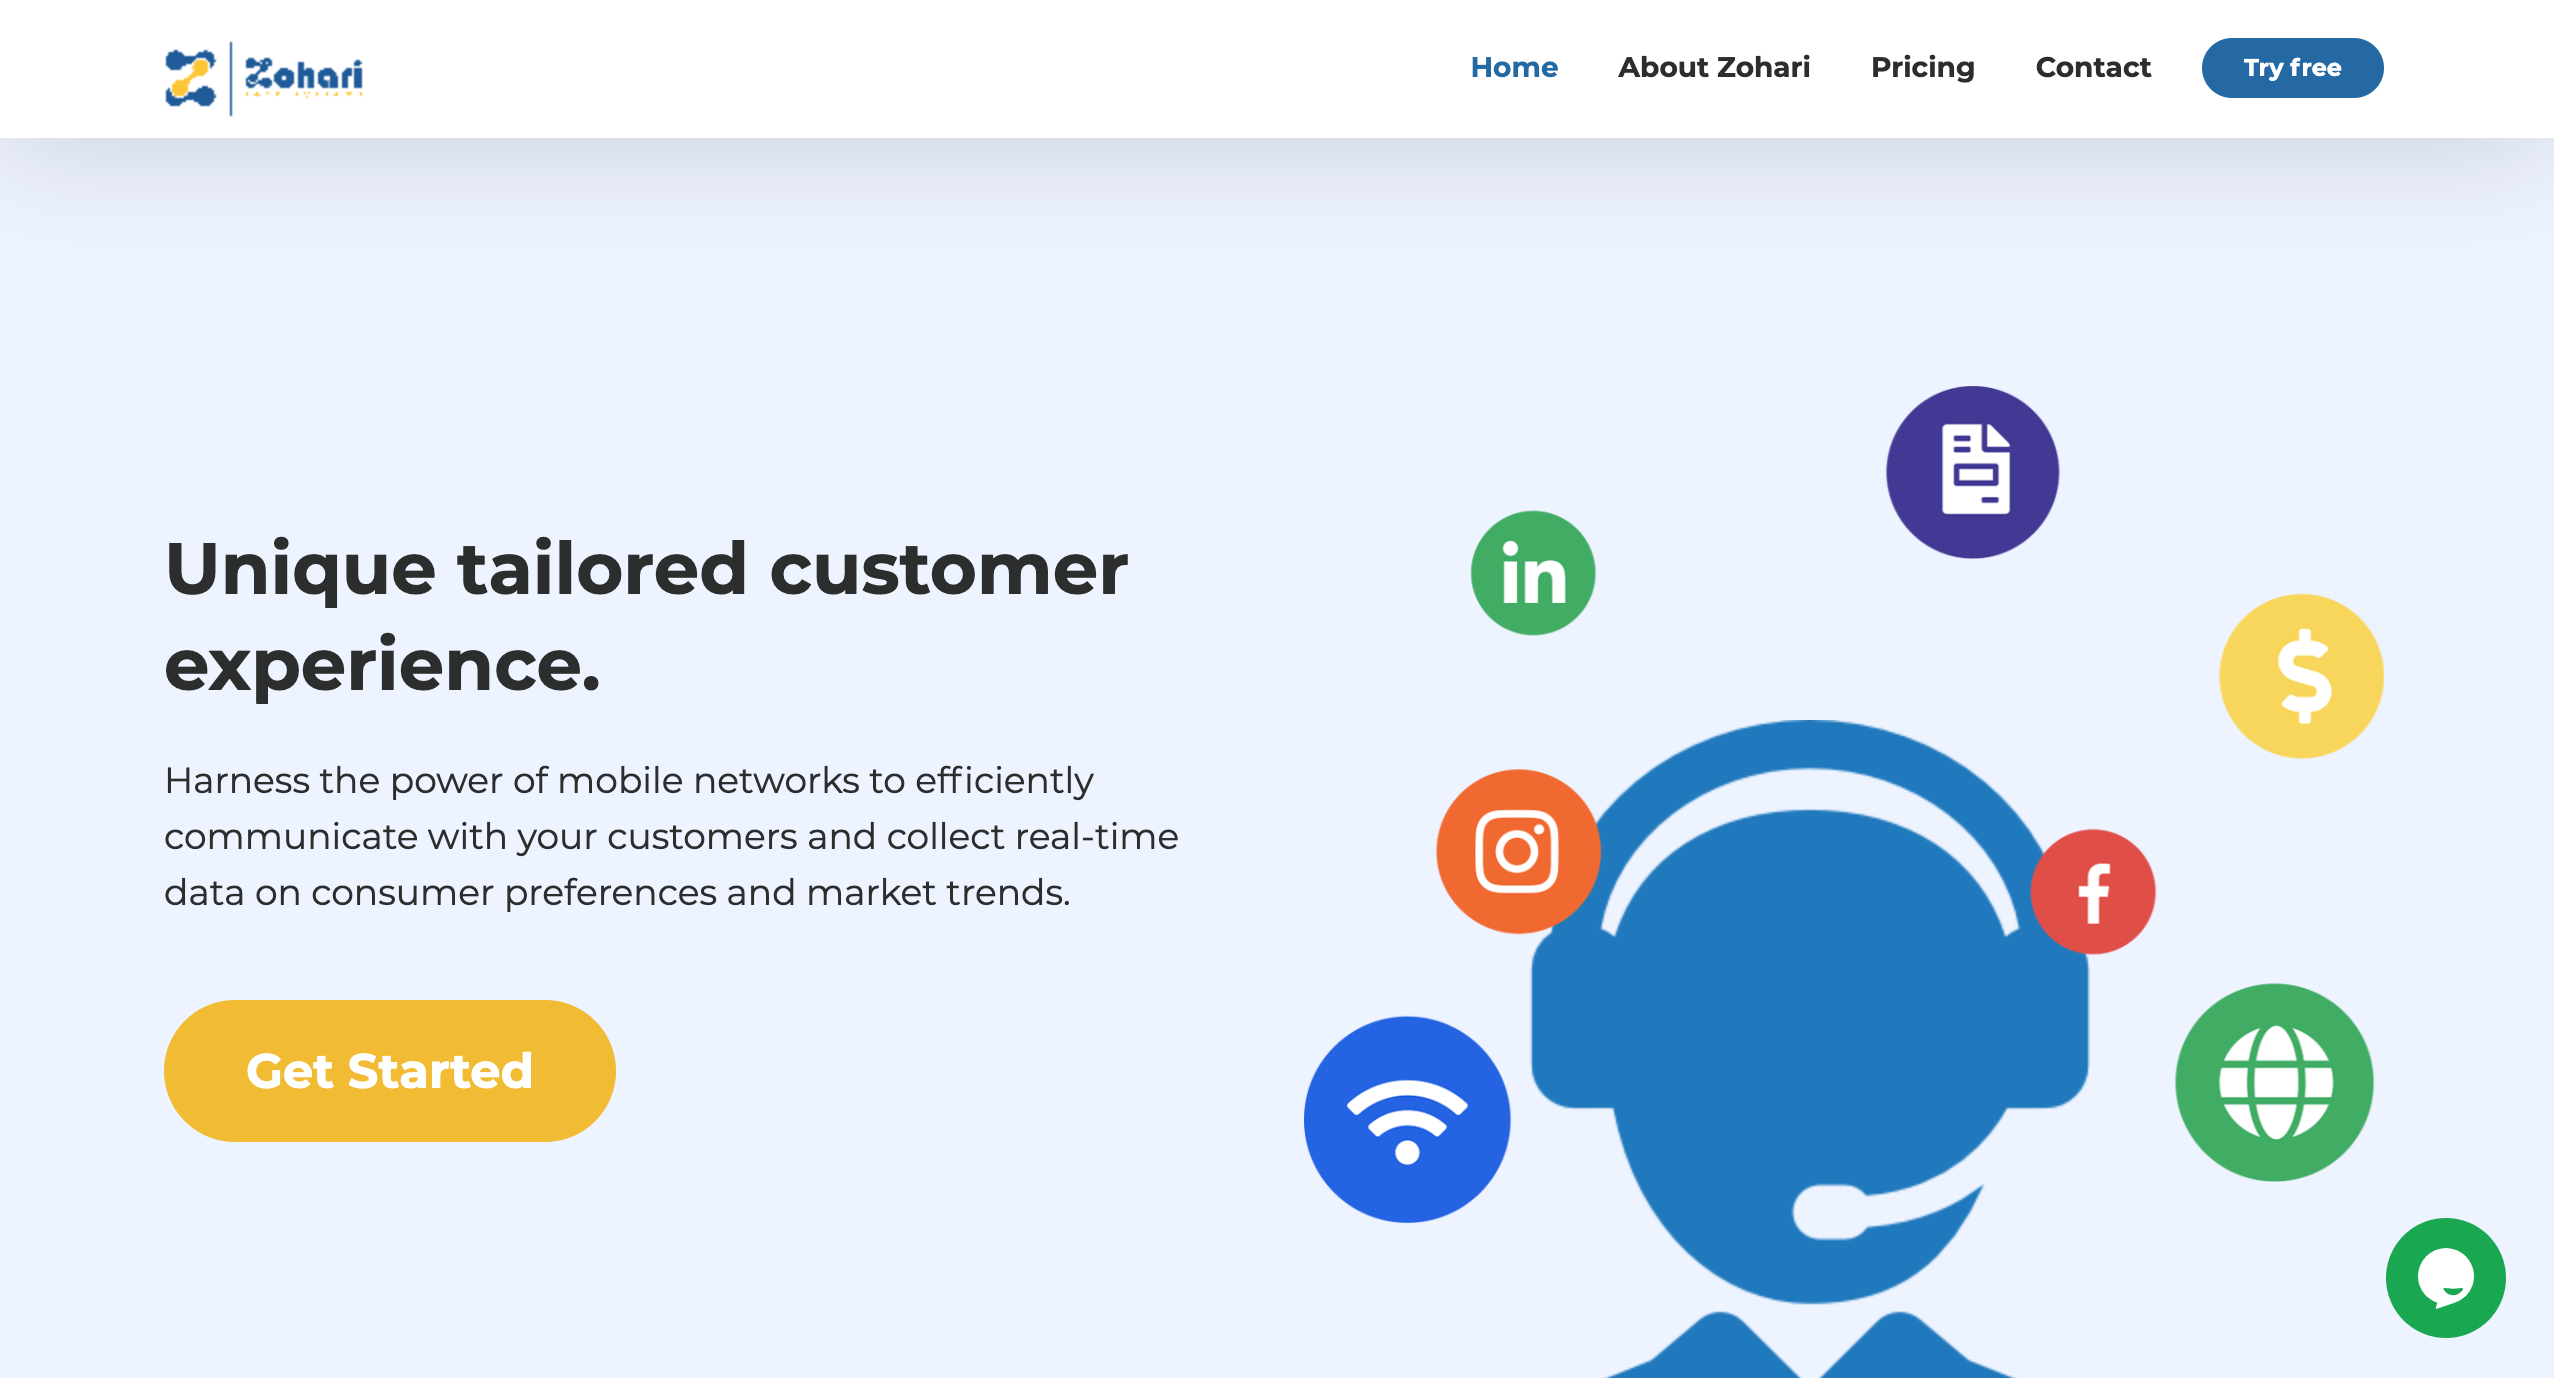 Zohari
Home About Zohari Pricing Contact Try free
Unique tailored customer
experience.
Harness the power of mobile networks to efficiently
communicate with your customers and collect real-time
data on consumer preferences and market trends.
Get Started
in
$
f